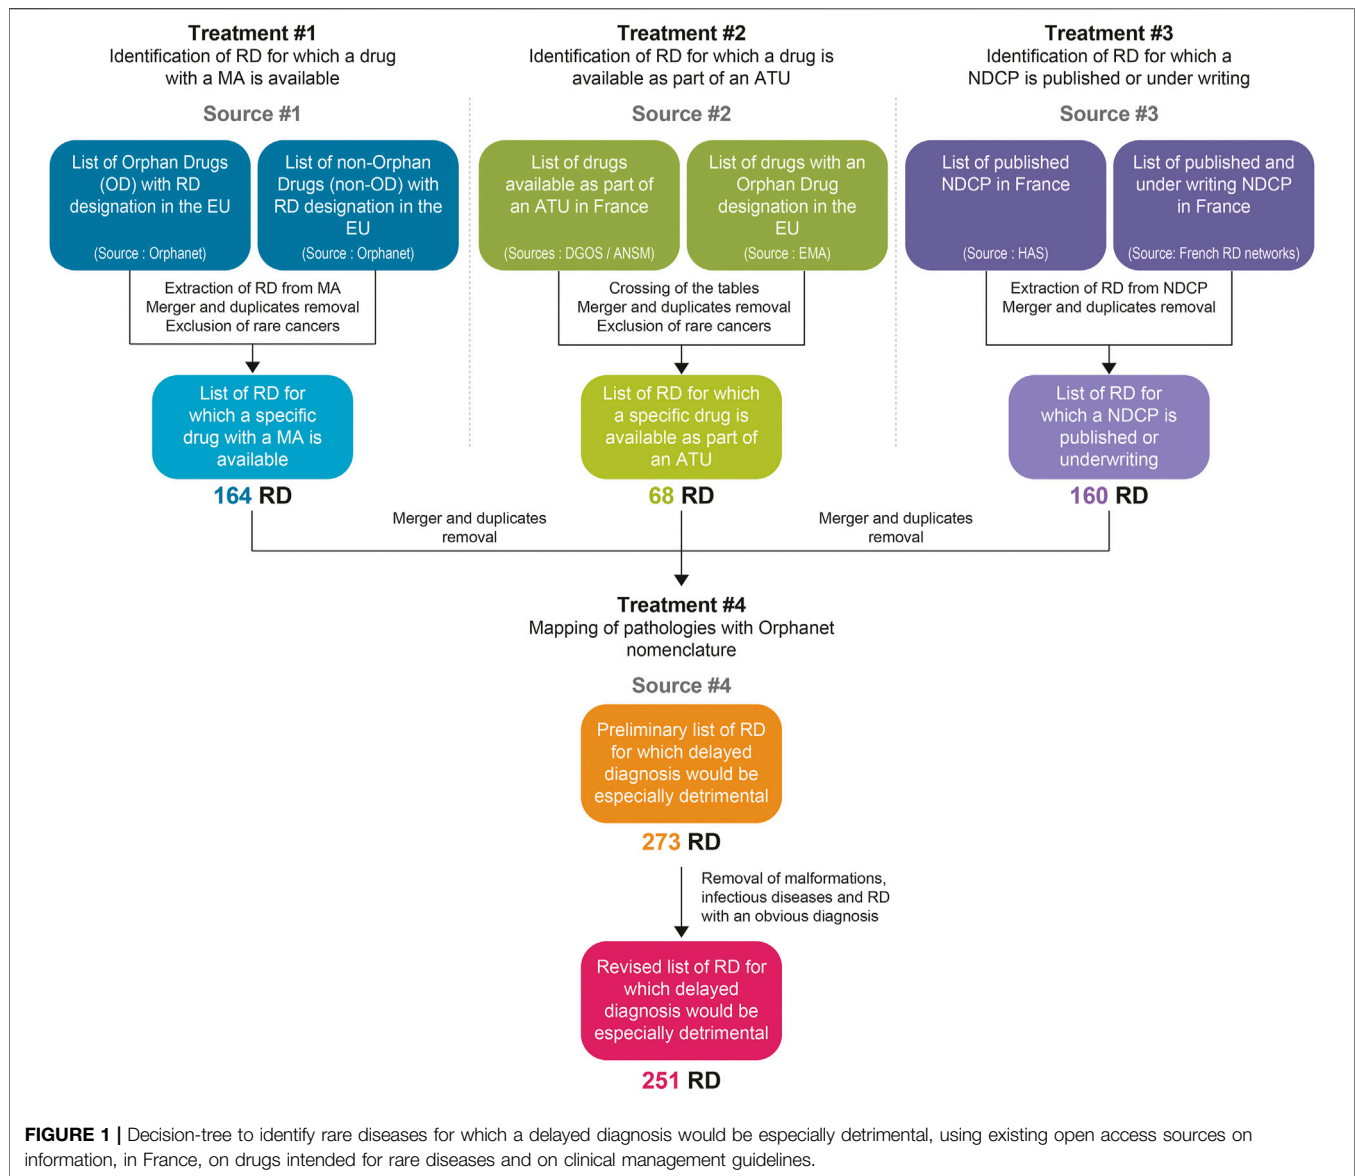 Treatment #1
Identification of RD for which a drug
with a MA is available
Source #1
List of Orphan Drugs
(OD) with RD
designation in the EU
(Source : Orphanet)
List of non-Orphan
Drugs (non-OD) with
RD designation in the
EU
(Source : Orphanet)
Extraction of RD from MA
Merger and duplicates removal
Exclusion of rare cancers
List of RD for
which a specific
drug with a MA is
available
164 RD
Treatment #2
Identification of RD for which a drug is
available as part of an ATU
Source #2
List of drugs
available as part of
an ATU in France
(Sources : DGOS / ANSM)
List of drugs with an
Orphan Drug
designation in the
EU
(Source : EMA)
Crossing of the tables
Merger and duplicates removal
Exclusion of rare cancers
List of RD for which
a specific drug is
available as part of
an ATU
68 RD
Treatment #3
Identification of RD for which a
NDCP is published or under writing
Source #3
List of published
NDCP in France
(Source : HAS)
List of published and
under writing NDCP
in France
(Source: French RD networks)
Extraction of RD from NDCP
Merger and duplicates removal
List of RD for
which a NDCP is
published or
underwriting
160 RD
Merger and duplicates
removal
Merger and duplicates
removal
Treatment #4
Mapping of pathologies with Orphanet
nomenclature
Source #4
Preliminary list of RD
for which delayed
diagnosis would be
especially detrimental
273 RD
Removal of malformations,
infectious diseases and RD
with an obvious diagnosis
Revised list of RD for
which delayed
diagnosis would be
especially detrimental
251 RD
FIGURE 1 | Decision-tree to identify rare diseases for which a delayed diagnosis would be especially detrimental, using existing open access sources on
information, in France, on drugs intended for rare diseases and on clinical management guidelines.